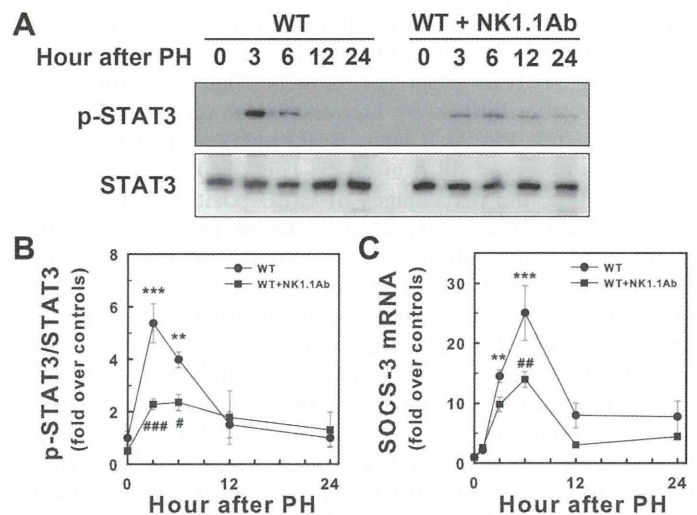 A
WT WT + NK1.1Ab
Hour after PH 0 3 6 12 24 0 3 6 12 24
p-STAT3
STAT3
B
p-STAT3/STAT3
(fold over controls)
8
6
4
2
0
WT
WT+NK1.1Ab
***
**
###
#
0 12 24
Hour after PH
C
SOCS-3 mRNA
(fold over controls)
30
20
10
0
WT
WT+NK1.1Ab
***
**
##
0 12 24
Hour after PH